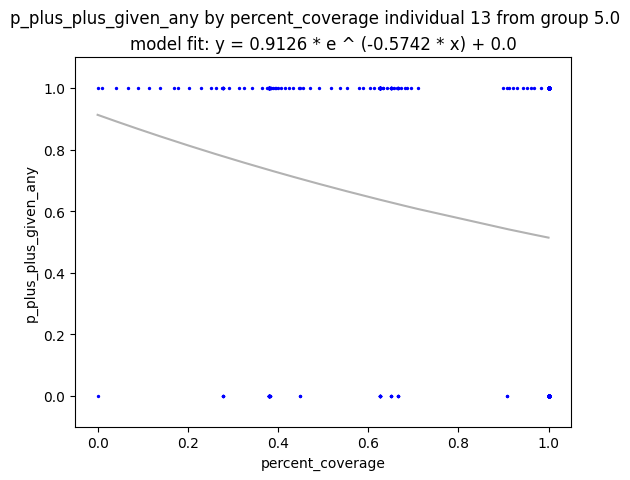 p_plus_plus_given_any by percent_coverage individual 13 from group 5.0
model fit: y = 0.9126 * e ^ (-0.5742 * x) + 0.0
1.0
0.8
0.6
0.4
0.2
0.0
p_plus_plus_given_any
0.0 0.2 0.4 0.6 0.8 1.0
percent_coverage